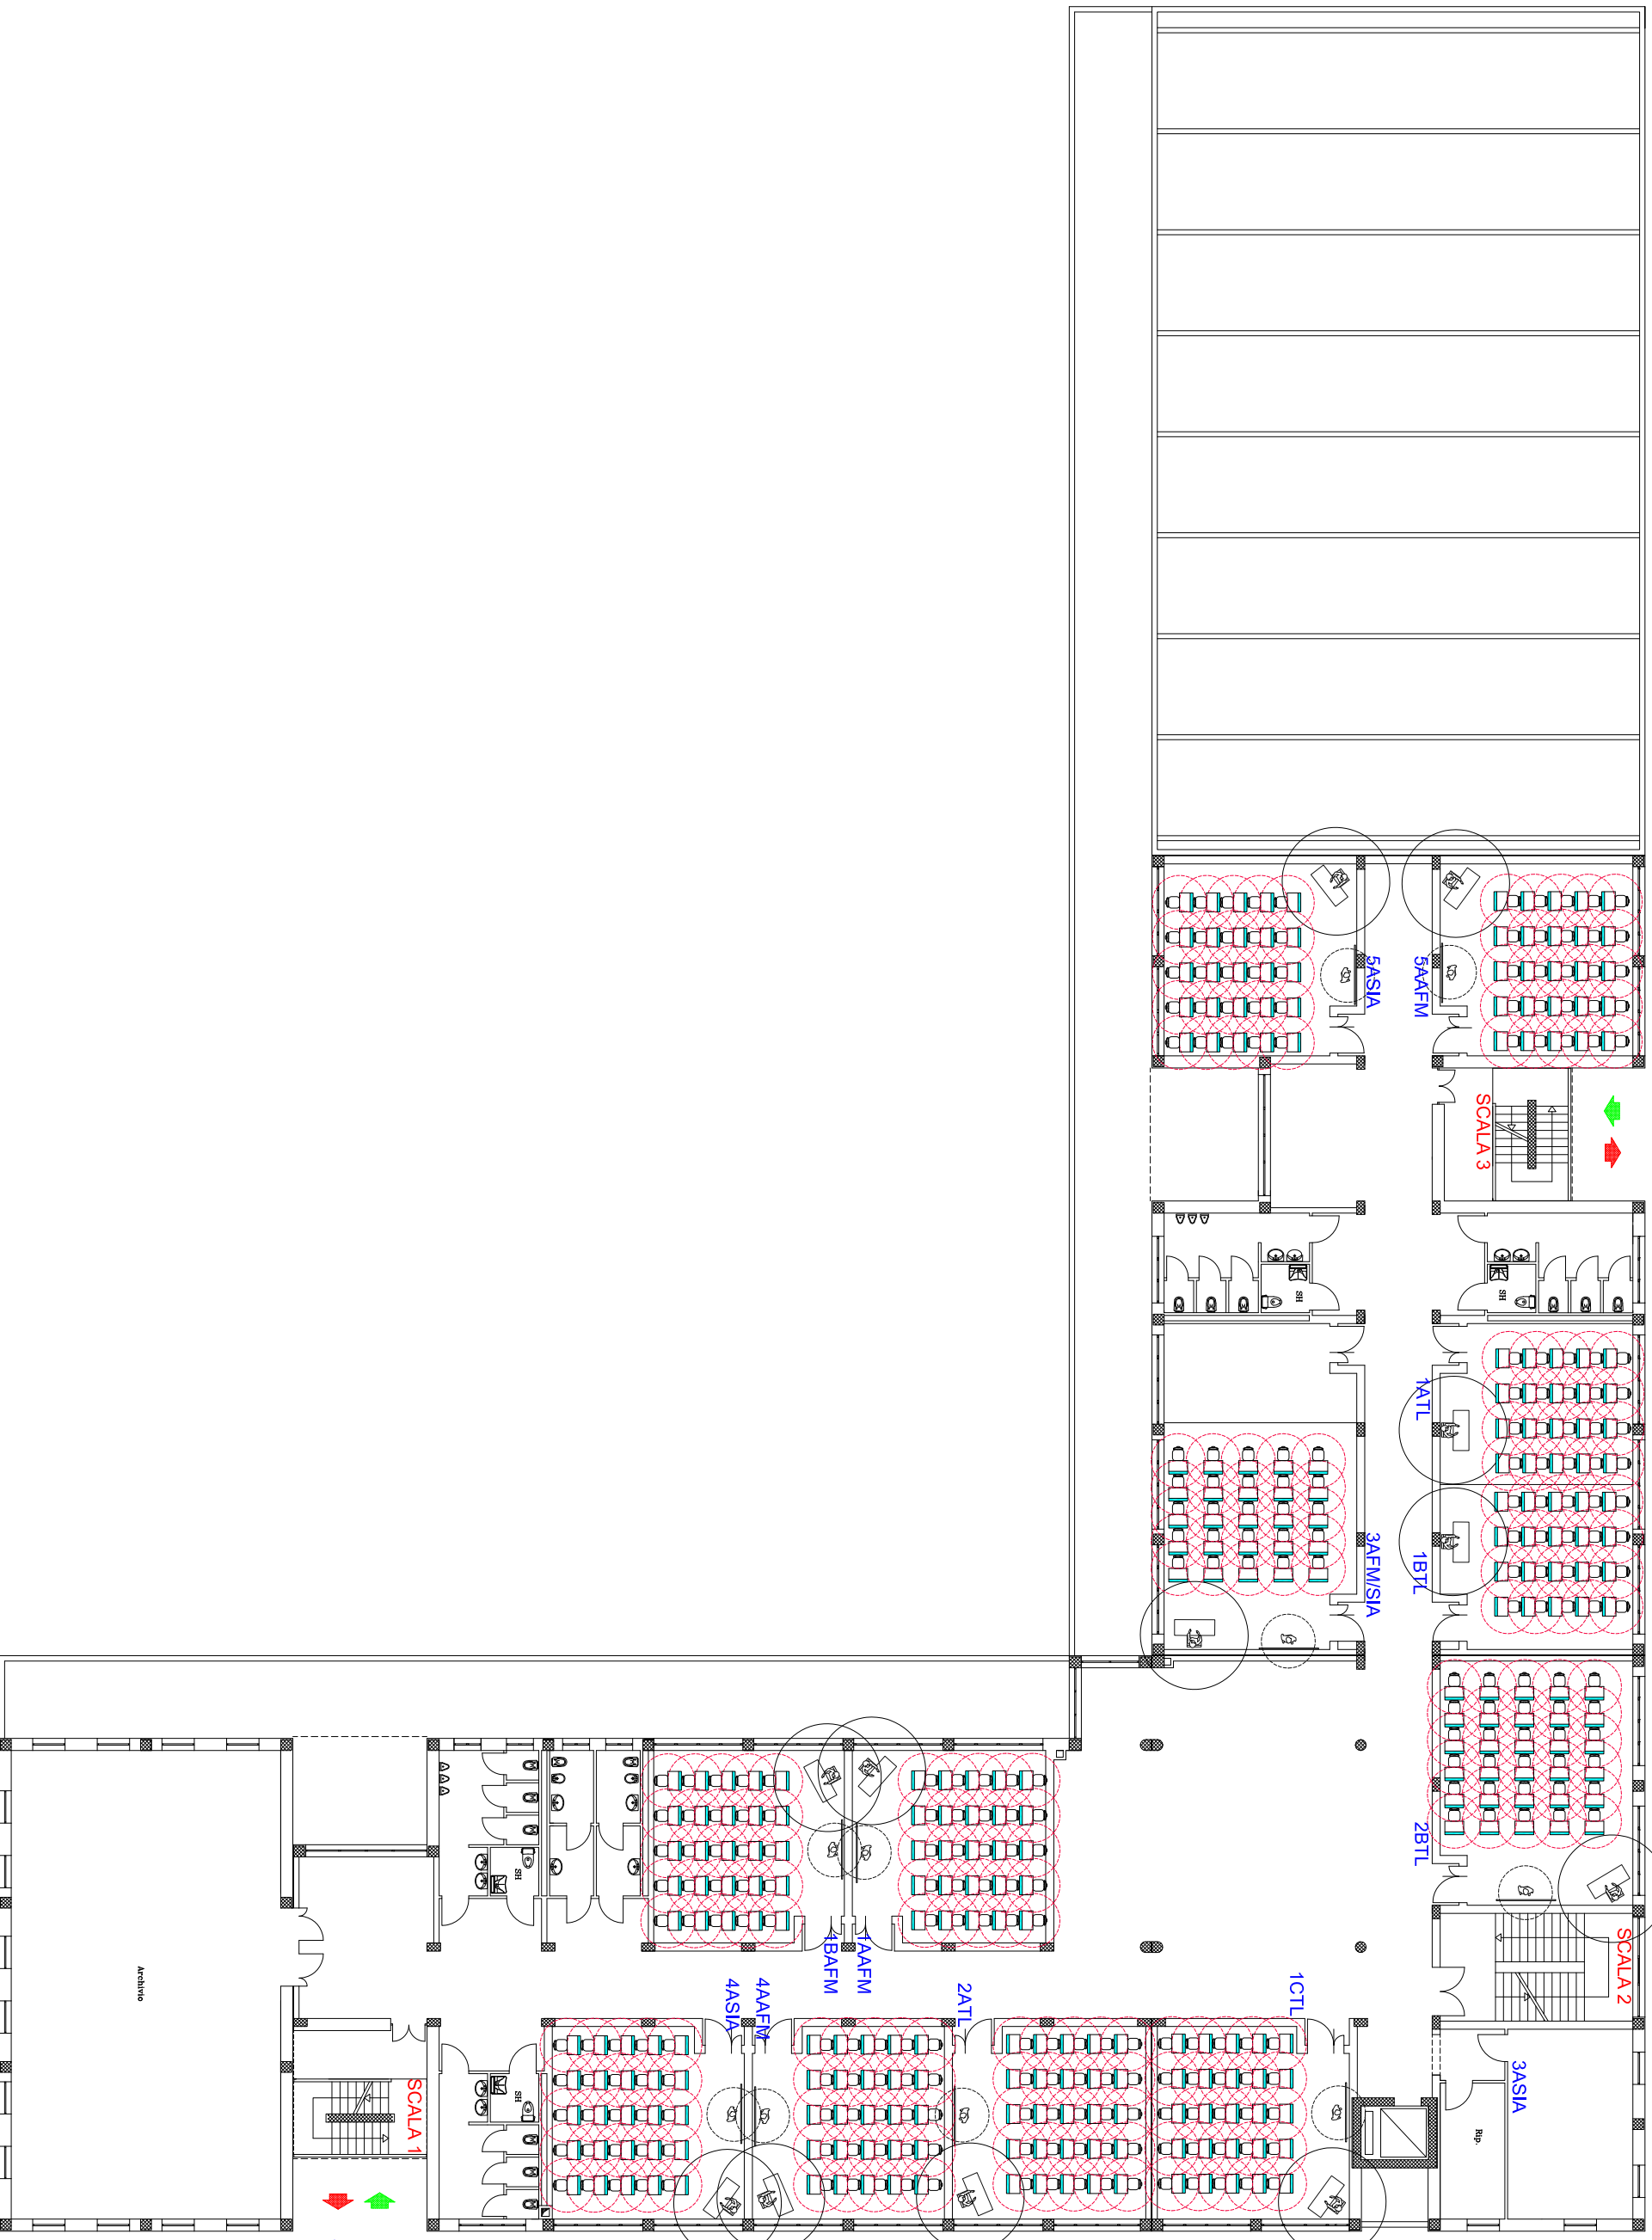 5ASIA
5AAFM
SCALA 3
SH
SH
1ATL
3AFM/SIA
1BTL
2BTL
SH
SCALA 2
1BAFM
1AAFM
Archivio
4ASIA
4AAFM
2ATL
1CTL
3ASIA
SCALA 1
SH
Rip.